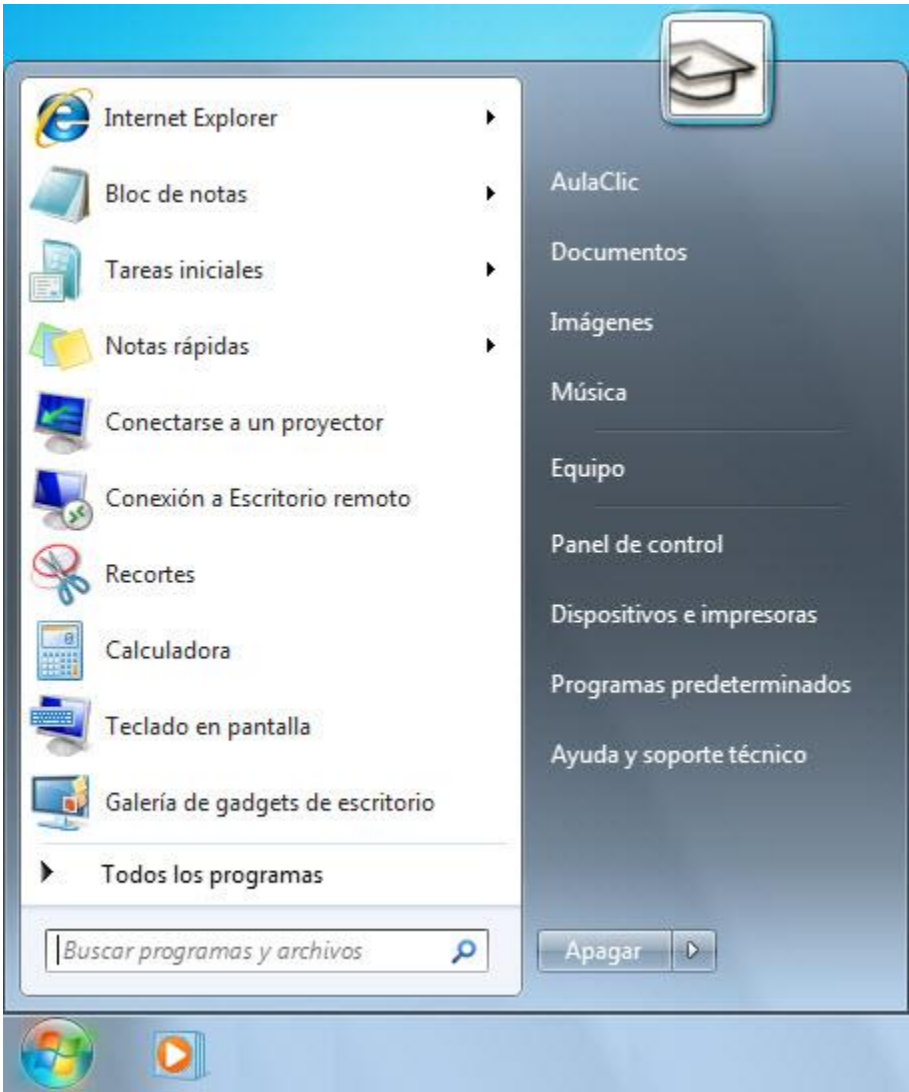 Internet Explorer
Bloc de notas
Tareas iniciales
Notas rápidas
Conectarse a un proyector
Conexión a Escritorio remoto
Recortes
Calculadora
Teclado en pantalla
Galería de gadgets de escritorio
Todos los programas
Buscar programas y archivos
AulaClic
Documentos
Imágenes
Música
Equipo
Panel de control
Dispositivos e impresoras
Programas predeterminados
Ayuda y soporte técnico
Apagar